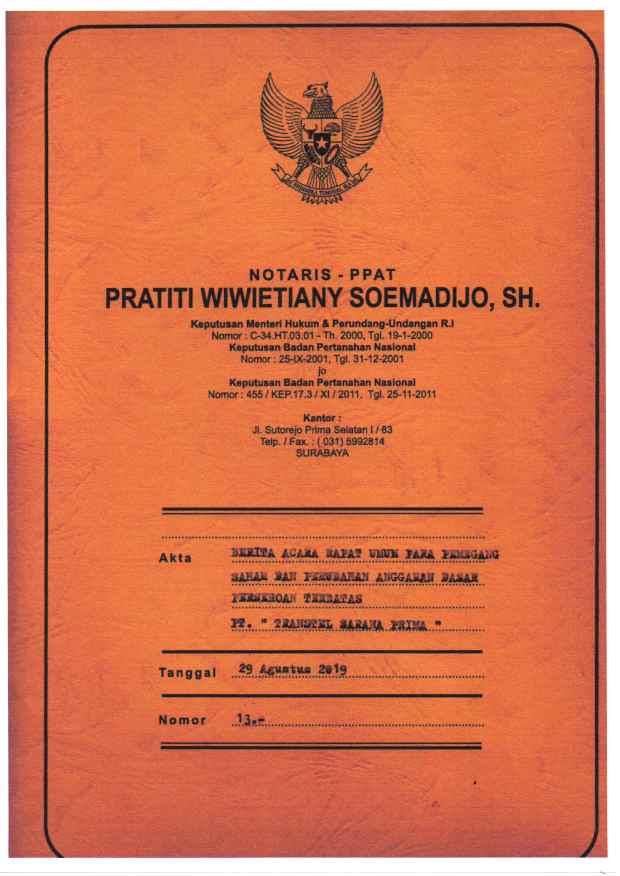 BHINNEKA TUNGGAL IKA
NOTARIS - PPAT
PRATITI WIWIETIANY SOEMADIJO, SH.
Keputusan Menteri Hukum & Perundang-Undangan R.I
Nomor : C-34.HT.03.01 - Th. 2000, Tgl. 19-1-2000
Keputusan Badan Pertanahan Nasional
Nomor : 25-IX-2001, Tgl. 31-12-2001
jo
Keputusan Badan Pertanahan Nasional
Nomor : 455 / KEP.17.3 / XI / 2011, Tgl. 25-11-2011
Kantor :
Jl. Sutorejo Prima Selatan I / 63
Telp. / Fax. : ( 031) 5992814
SURABAYA
Akta BERITA ACARA RAPAT UMUM PARA PEMEGANG
SAHAM DAN PERUBAHAN ANGGARAN DASAR
PERSEROAN TERBATAS
PT. " TRANSTEL SARANA PRIMA "
Tanggal 29 Agustus 2019
Nomor 13.-